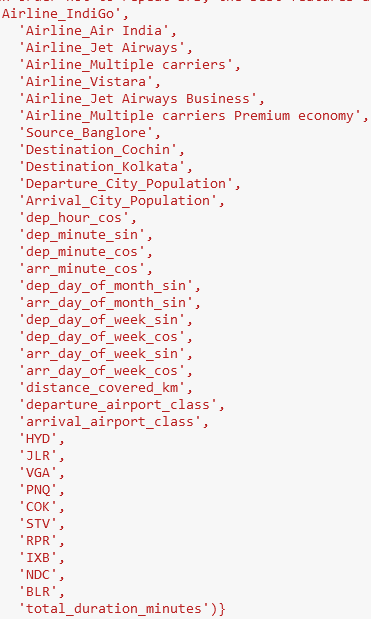 Airline_IndiGo',
'Airline_Air India',
'Airline_Jet Airways',
'Airline_Multiple carriers',
'Airline_Vistara',
'Airline_Jet Airways Business',
'Airline_Multiple carriers Premium economy',
'Source_Banglore',
'Destination_Cochin',
'Destination_Kolkata',
'Departure_City_Population',
'Arrival_City_Population',
'dep_hour_cos',
'dep_minute_sin',
'dep_minute_cos',
'arr_minute_cos',
'dep_day_of_month_sin',
'arr_day_of_month_sin',
'dep_day_of_week_sin',
'dep_day_of_week_cos',
'arr_day_of_week_sin',
'arr_day_of_week_cos',
'distance_covered_km',
'departure_airport_class',
'arrival_airport_class',
'HYD',
'JLR',
'VGA',
'PNQ',
'COK',
'STV',
'RPR',
'IXB',
'NDC',
'BLR',
'total_duration_minutes')}